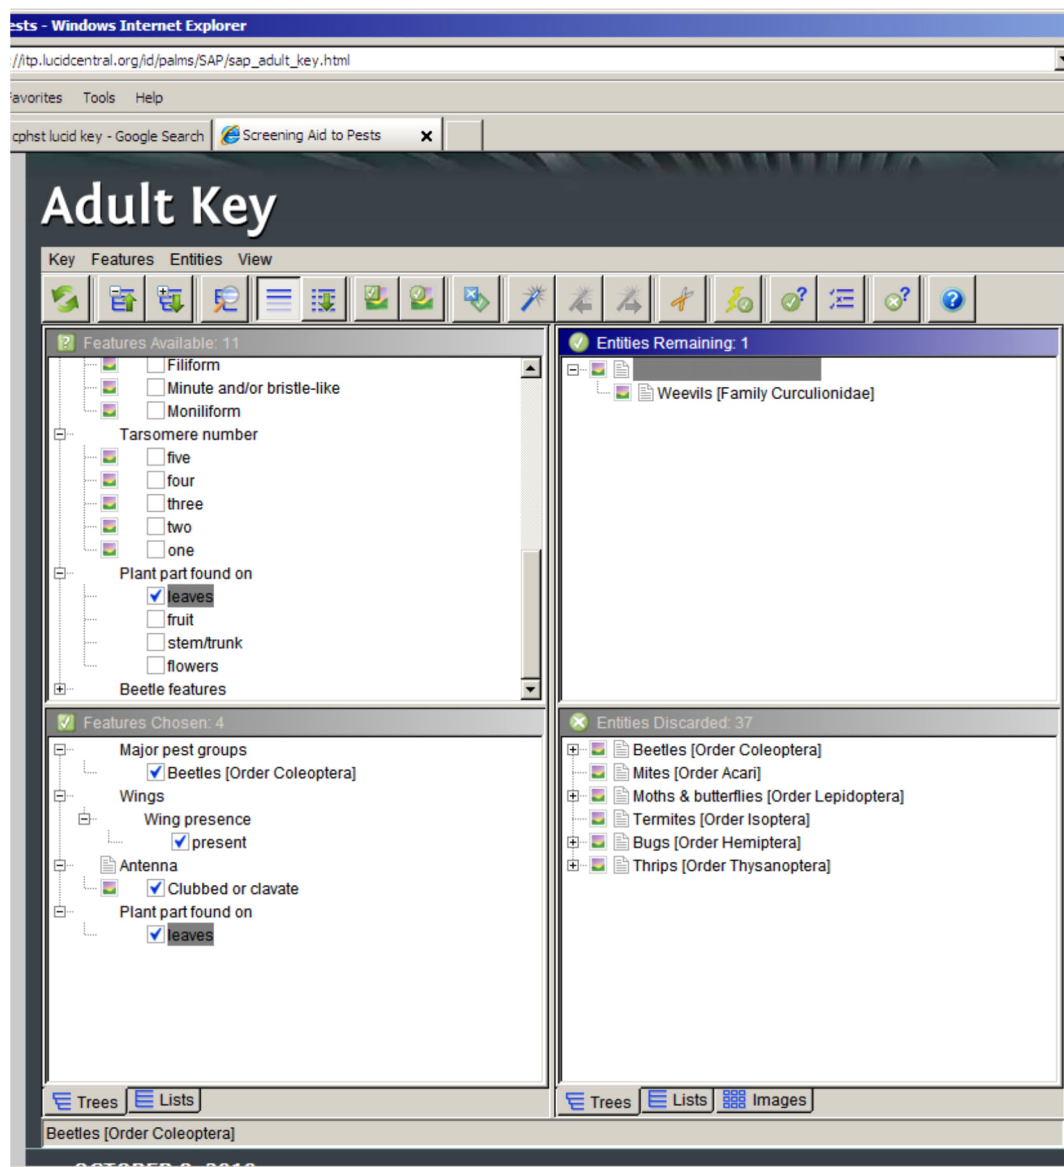 ests - Windows Internet Explorer
://itp.lucidcentral.org/id/palms/SAP/sap_adult_key.html
Favorites Tools Help
cphst lucid key - Google Search
Screening Aid to Pests
Adult Key
Key Features Entities View
Features Available: 11
Filiform
Minute and/or bristle-like
Moniliform
Tarsomere number
five
four
three
two
one
Plant part found on
leaves
fruit
stem/trunk
flowers
Beetle features
Entities Remaining: 1
Weevils [Family Curculionidae]
Features Chosen: 4
Major pest groups
Beetles [Order Coleoptera]
Wings
Wing presence
present
Antenna
Clubbed or clavate
Plant part found on
leaves
Entities Discarded: 37
Beetles [Order Coleoptera]
Mites [Order Acari]
Moths & butterflies [Order Lepidoptera]
Termites [Order Isoptera]
Bugs [Order Hemiptera]
Thrips [Order Thysanoptera]
Trees Lists
Trees Lists Images
Beetles [Order Coleoptera]